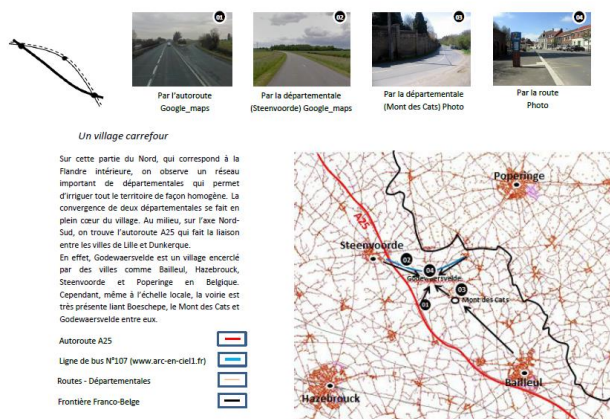 01
02
03
04
Par l'autoroute
Google_maps
Par la départementale
(Steenvoorde) Google_maps
Par la départementale
(Mont des Cats) Photo
Par la route
Photo
Un village carrefour
Sur cette partie du Nord, qui correspond à la
Flandre intérieure, on observe un réseau
important de départementales qui permet
d'irriguer tout le territoire de façon homogène. La
convergence de deux départementales se fait en
plein cœur du village. Au milieu, sur l'axe Nord-
Sud, on trouve l'autoroute A25 qui fait la liaison
entre les villes de Lille et Dunkerque.
En effet, Godewaersvelde est un village encerclé
par des villes comme Bailleul, Hazebrouck,
Steenvoorde et Poperinge en Belgique.
Cependant, même à l'échelle locale, la voirie est
très présente liant Boeschepe, le Mont des Cats et
Godewaersvelde entre eux.
Autoroute A25
Ligne de bus N°107 (www.arc-en-ciel1.fr)
Routes - Départementales
Frontière Franco-Belge
Poperinge
A25
Steenvoorde
02
04
Godewaersvelde
03
Mont des Cats
01
Bailleul
Hazebrouck